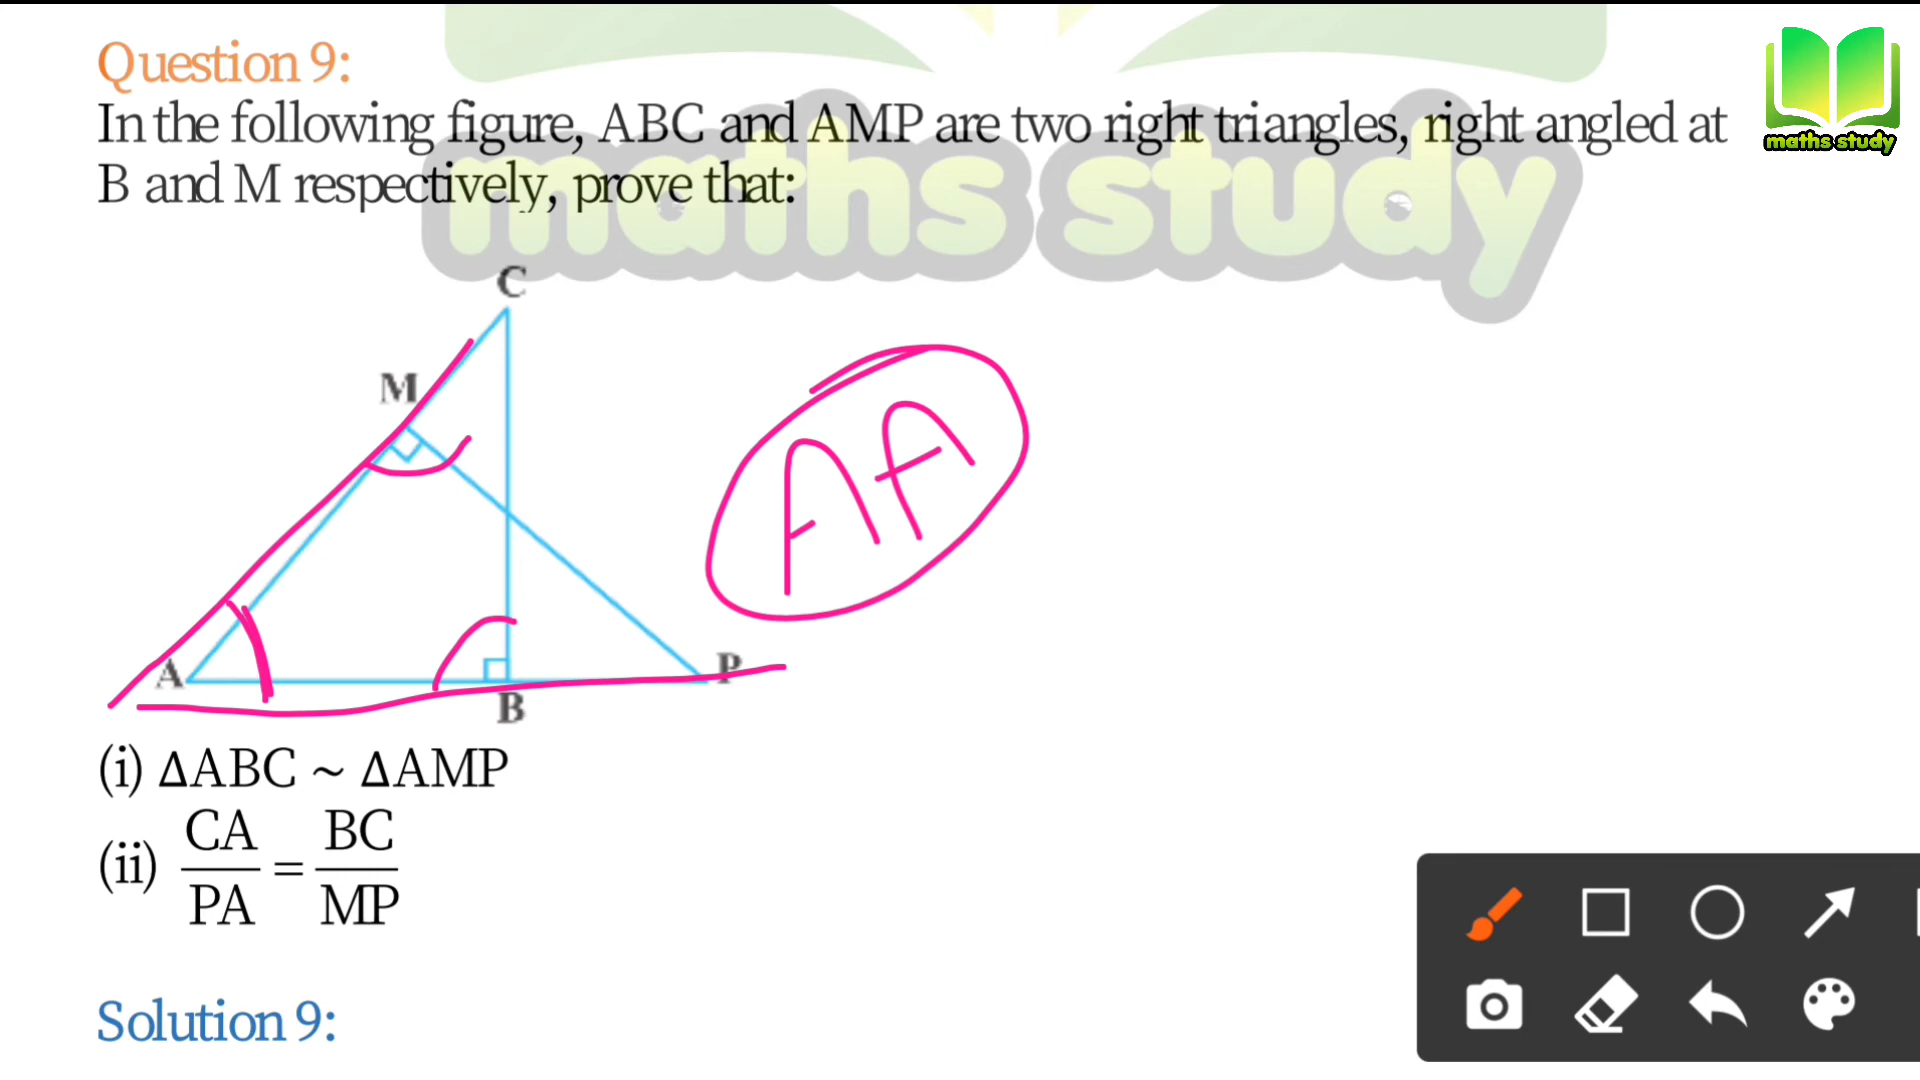 Question 9:
In the following figure, ABC and AMP are two right triangles, right angled at
B and M respectively, prove that:
maths study
maths study
C
M
AA
A
P
B
(i) ΔABC ~ ΔAMP
(ii) CA/PA = BC/MP
Solution 9: